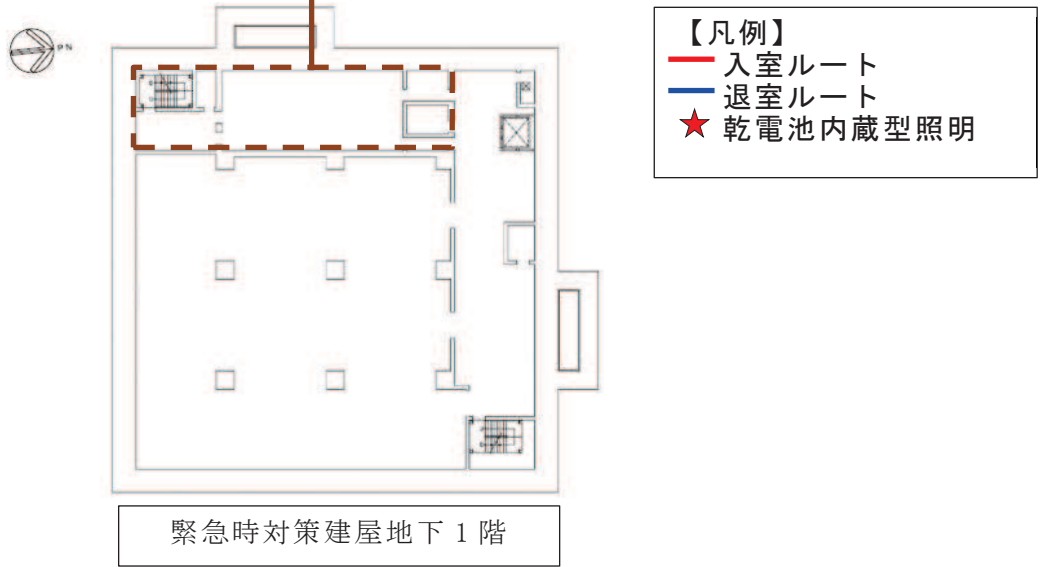 PN
【凡例】
入室ルート
退室ルート
乾電池内蔵型照明
緊急時対策建屋地下1階